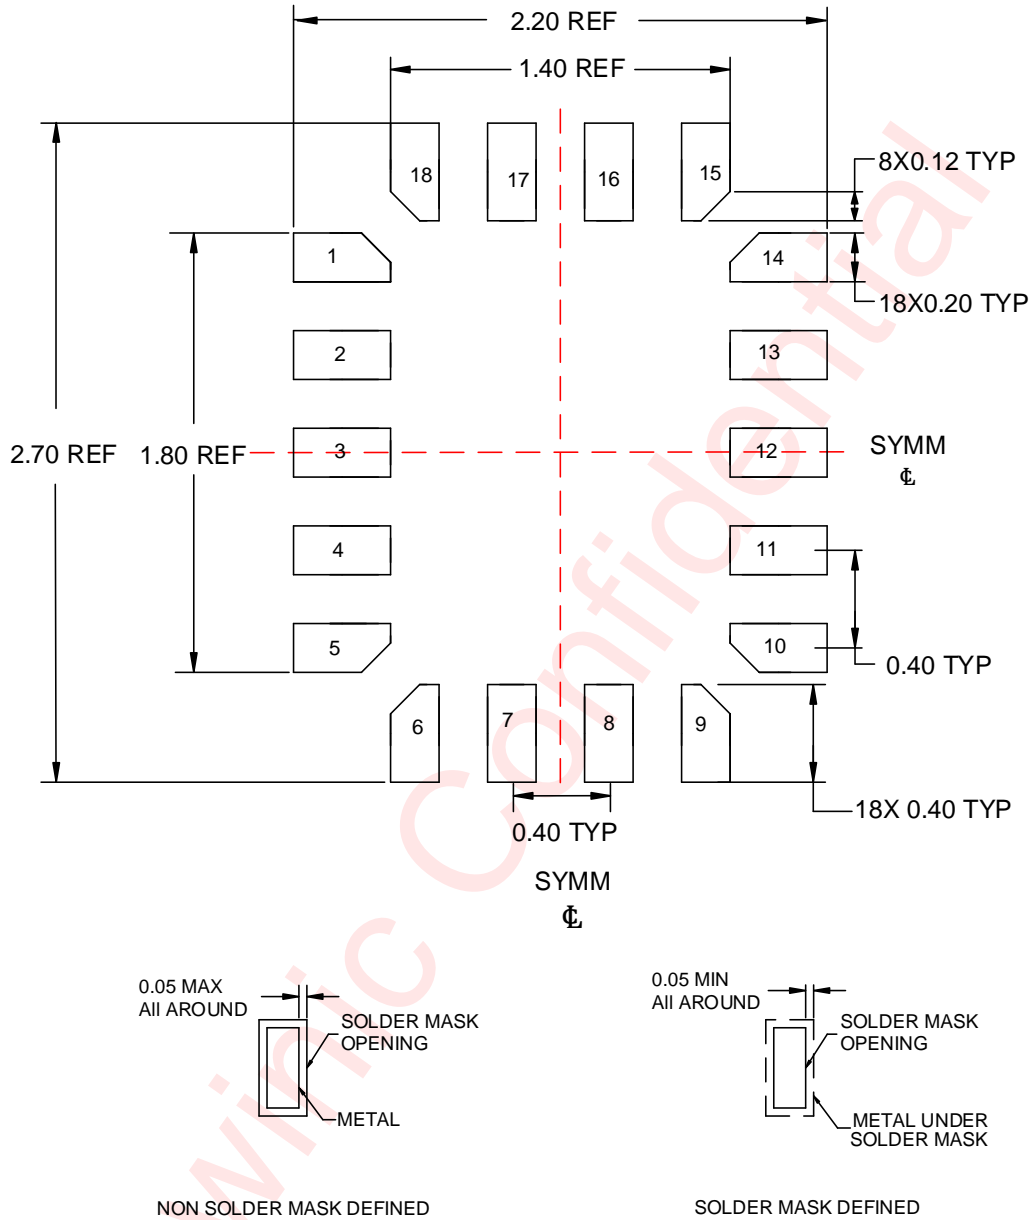 2.20 REF
1.40 REF
18
17
16
15
8X0.12 TYP
1
14
18X0.20 TYP
2
13
2.70 REF
1.80 REF
3
12
SYMM
℄
4
11
5
10
0.40 TYP
6
7
8
9
18X 0.40 TYP
0.40 TYP
SYMM
℄
0.05 MAX
All AROUND
SOLDER MASK
OPENING
METAL
NON SOLDER MASK DEFINED
0.05 MIN
All AROUND
SOLDER MASK
OPENING
METAL UNDER
SOLDER MASK
SOLDER MASK DEFINED
winic Confidential